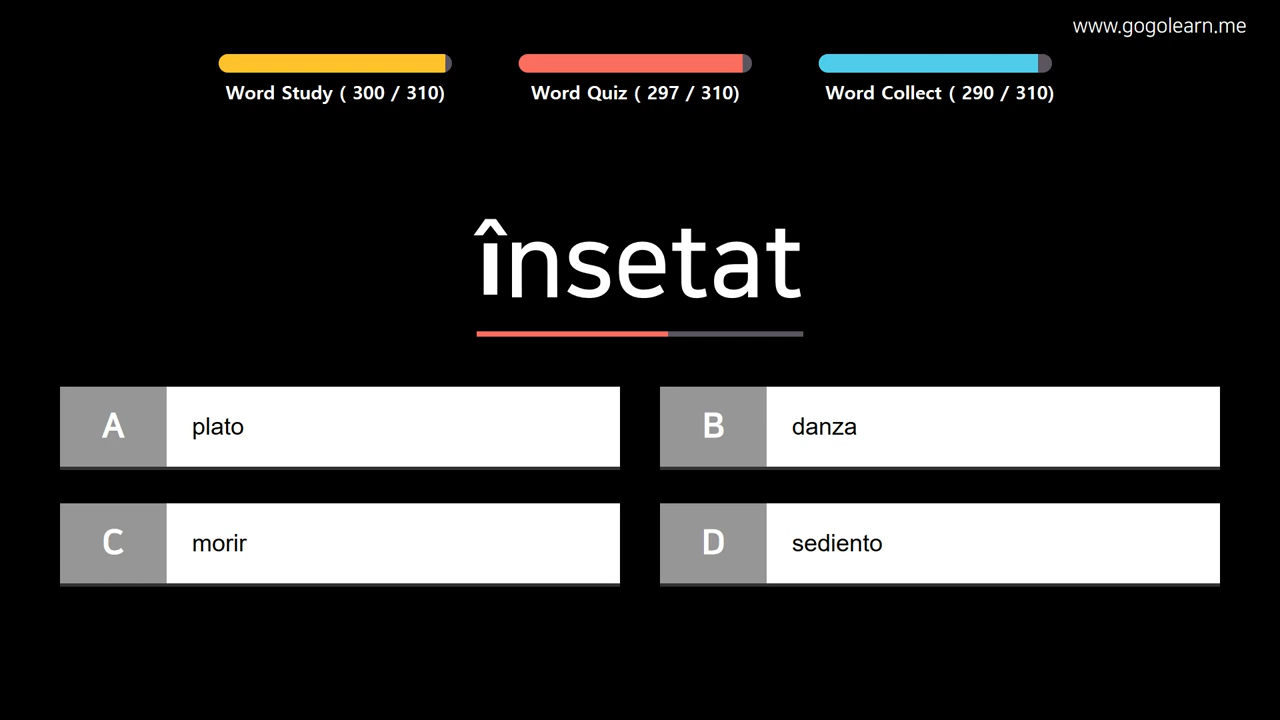 www.gogolearn.me
Word Study ( 300 / 310)
Word Quiz ( 297 / 310)
Word Collect ( 290 / 310)
însetat
A plato
B danza
C morir
D sediento